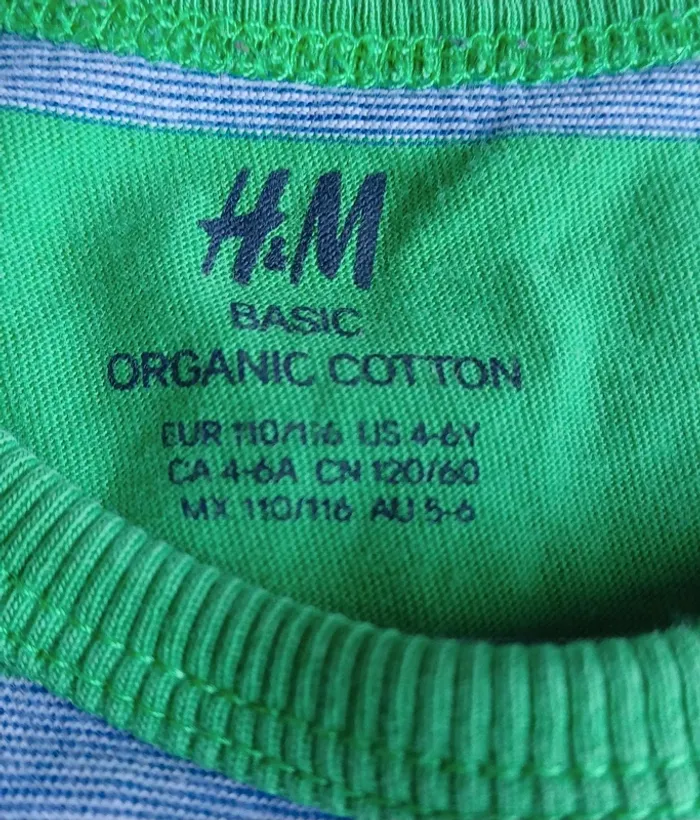 H&M
BASIC
ORGANIC COTTON
EUR 110/116 US 4-6Y
CA 4-6A CN 120/60
MX 110/116 AU 5-6